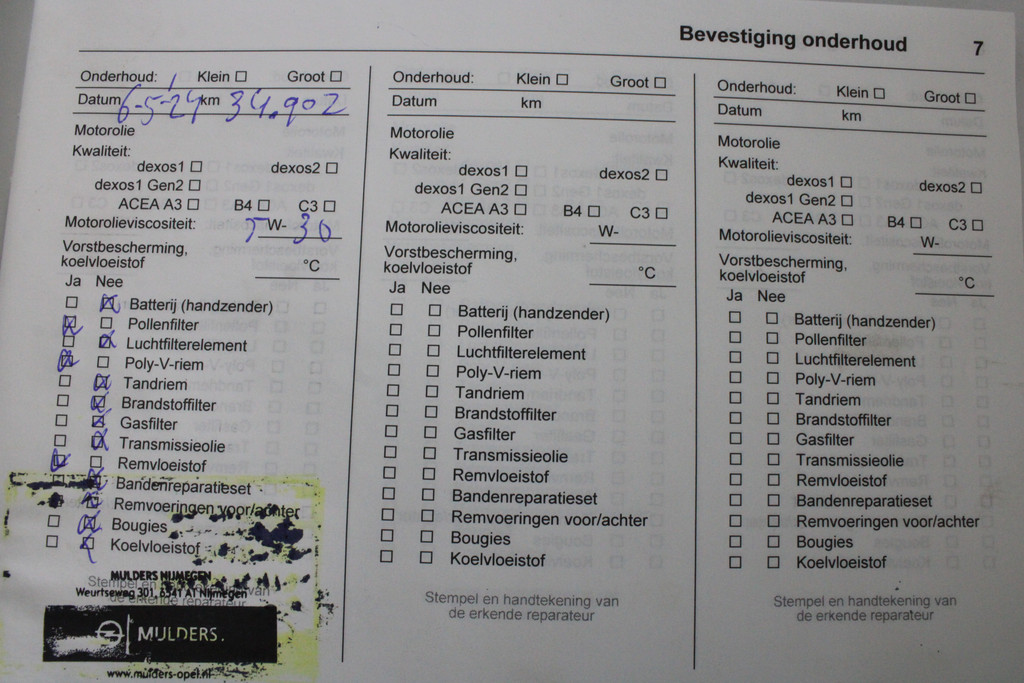 Bevestiging onderhoud 7
Onderhoud: Klein ☐ Groot ☐
Datum 6-5-24 km 34.902
Motorolie
Kwaliteit:
dexos1 ☐ dexos2 ☐
dexos1 Gen2 ☐
ACEA A3 ☐ B4 ☐ C3 ☐
Motorolieviscositeit: 5 W- 30
Vorstbescherming,
koelvloeistof °C
Ja Nee
☐ ☒ Batterij (handzender)
☒ ☐ Pollenfilter
☐ ☒ Luchtfilterelement
☒ ☐ Poly-V-riem
☐ ☒ Tandriem
☐ ☒ Brandstoffilter
☐ ☒ Gasfilter
☐ ☒ Transmissieolie
☒ ☐ Remvloeistof
☐ ☒ Bandenreparatieset
☐ ☒ Remvoeringen voor/achter
☐ ☒ Bougies
☐ ☒ Koelvloeistof
Stempel en handtekening van
de erkende reparateur
MULDERS NIJMEGEN
Weurtseweg 301, 6541 AT Nijmegen
MULDERS.
www.mulders-opel.nl
Onderhoud: Klein ☐ Groot ☐
Datum km
Motorolie
Kwaliteit:
dexos1 ☐ dexos2 ☐
dexos1 Gen2 ☐
ACEA A3 ☐ B4 ☐ C3 ☐
Motorolieviscositeit: W-
Vorstbescherming,
koelvloeistof °C
Ja Nee
☐ ☐ Batterij (handzender)
☐ ☐ Pollenfilter
☐ ☐ Luchtfilterelement
☐ ☐ Poly-V-riem
☐ ☐ Tandriem
☐ ☐ Brandstoffilter
☐ ☐ Gasfilter
☐ ☐ Transmissieolie
☐ ☐ Remvloeistof
☐ ☐ Bandenreparatieset
☐ ☐ Remvoeringen voor/achter
☐ ☐ Bougies
☐ ☐ Koelvloeistof
Stempel en handtekening van
de erkende reparateur
Onderhoud: Klein ☐ Groot ☐
Datum km
Motorolie
Kwaliteit:
dexos1 ☐ dexos2 ☐
dexos1 Gen2 ☐
ACEA A3 ☐ B4 ☐ C3 ☐
Motorolieviscositeit: W-
Vorstbescherming,
koelvloeistof °C
Ja Nee
☐ ☐ Batterij (handzender)
☐ ☐ Pollenfilter
☐ ☐ Luchtfilterelement
☐ ☐ Poly-V-riem
☐ ☐ Tandriem
☐ ☐ Brandstoffilter
☐ ☐ Gasfilter
☐ ☐ Transmissieolie
☐ ☐ Remvloeistof
☐ ☐ Bandenreparatieset
☐ ☐ Remvoeringen voor/achter
☐ ☐ Bougies
☐ ☐ Koelvloeistof
Stempel en handtekening van
de erkende reparateur